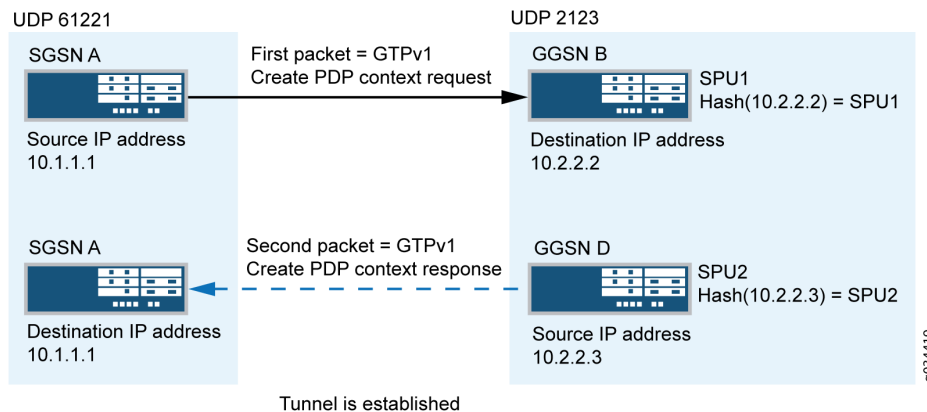 UDP 61221
UDP 2123
SGSN A
First packet = GTPv1
Create PDP context request
GGSN B
SPU1
Hash(10.2.2.2) = SPU1
Source IP address
10.1.1.1
Destination IP address
10.2.2.2
SGSN A
Second packet = GTPv1
Create PDP context response
GGSN D
SPU2
Hash(10.2.2.3) = SPU2
Destination IP address
10.1.1.1
Source IP address
10.2.2.3
Tunnel is established